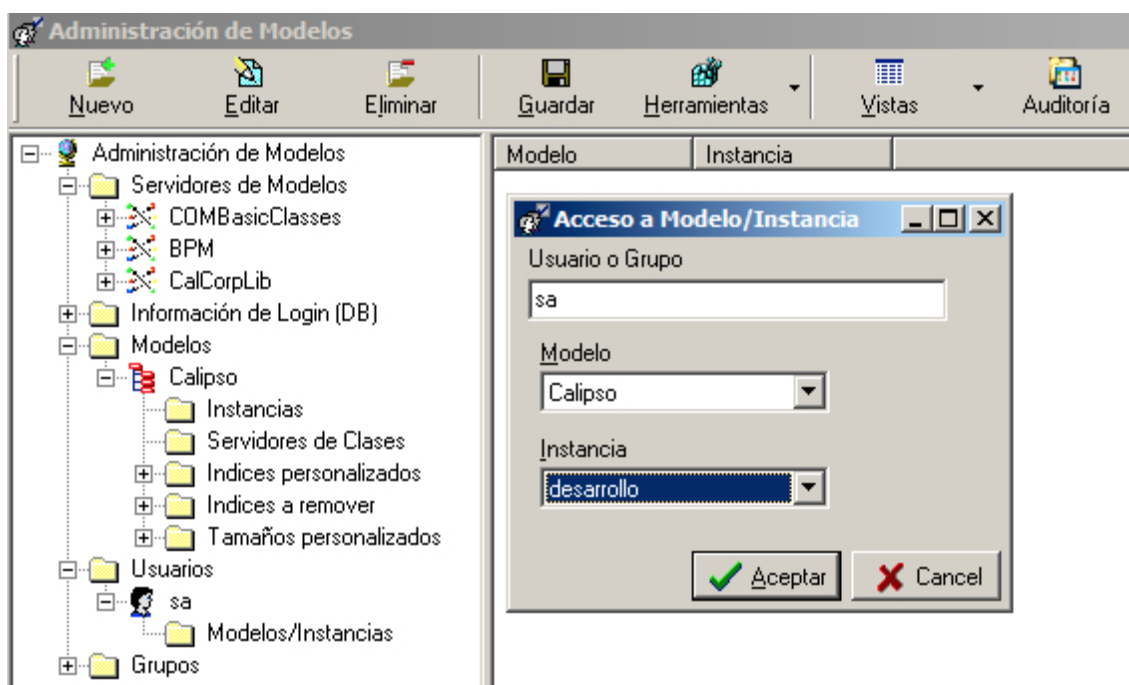 Administración de Modelos
Nuevo Editar Eliminar Guardar Herramientas Vistas Auditoría
Administración de Modelos
Servidores de Modelos
COMBasicClasses
BPM
CalCorpLib
Información de Login (DB)
Modelos
Calipso
Instancias
Servidores de Clases
Indices personalizados
Indices a remover
Tamaños personalizados
Usuarios
sa
Modelos/Instancias
Grupos
Modelo Instancia
Acceso a Modelo/Instancia
Usuario o Grupo
sa
Modelo
Calipso
Instancia
desarrollo
Aceptar Cancel